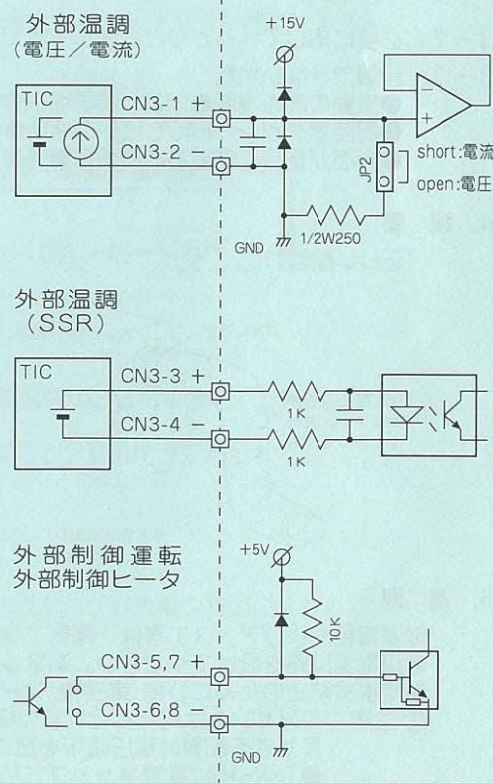 外部温調
(電圧／電流)
+15V
TIC
CN3-1 +
CN3-2 -
JP2
short:電流
open:電圧
GND
1/2W250
外部温調
(SSR)
TIC
CN3-3 +
CN3-4 -
1K
1K
外部制御運転
外部制御ヒータ
+5V
10K
CN3-5,7 +
CN3-6,8 -
GND